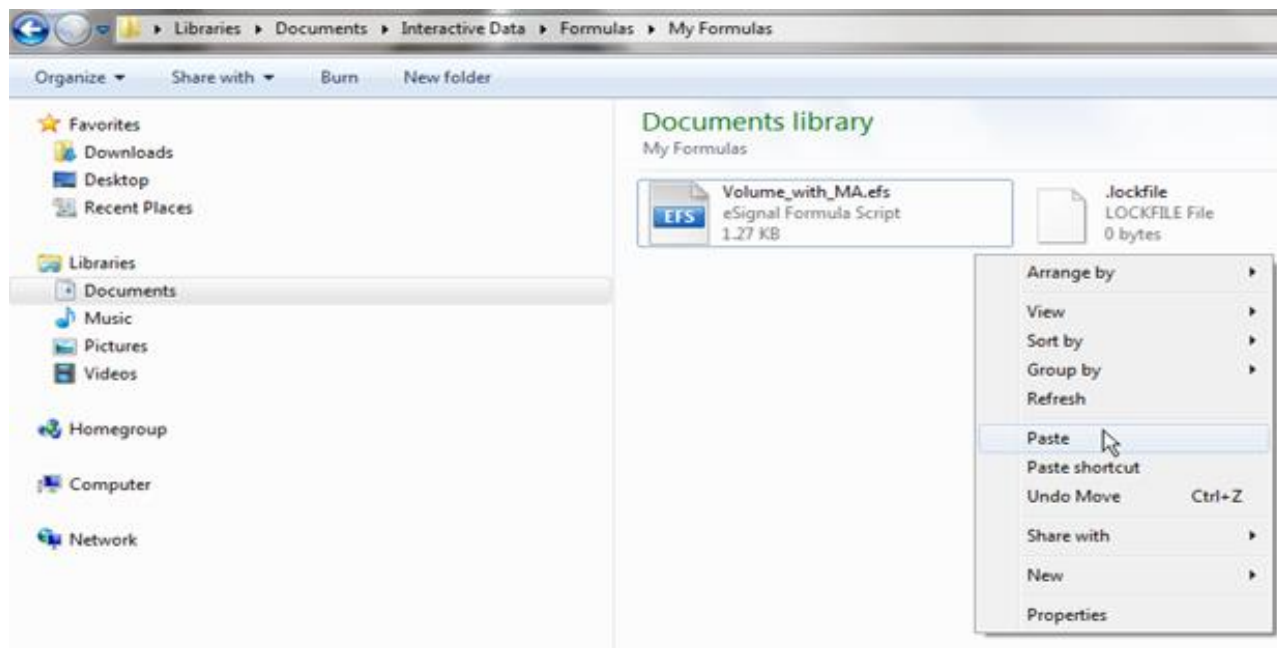 Libraries ▸ Documents ▸ Interactive Data ▸ Formulas ▸ My Formulas
Organize ▾ Share with ▾ Burn New folder
Favorites
Downloads
Desktop
Recent Places
Libraries
Documents
Music
Pictures
Videos
Homegroup
Computer
Network
Documents library
My Formulas
EFS
Volume_with_MA.efs
eSignal Formula Script
1.27 KB
.lockfile
LOCKFILE File
0 bytes
Arrange by
View
Sort by
Group by
Refresh
Paste
Paste shortcut
Undo Move Ctrl+Z
Share with
New
Properties